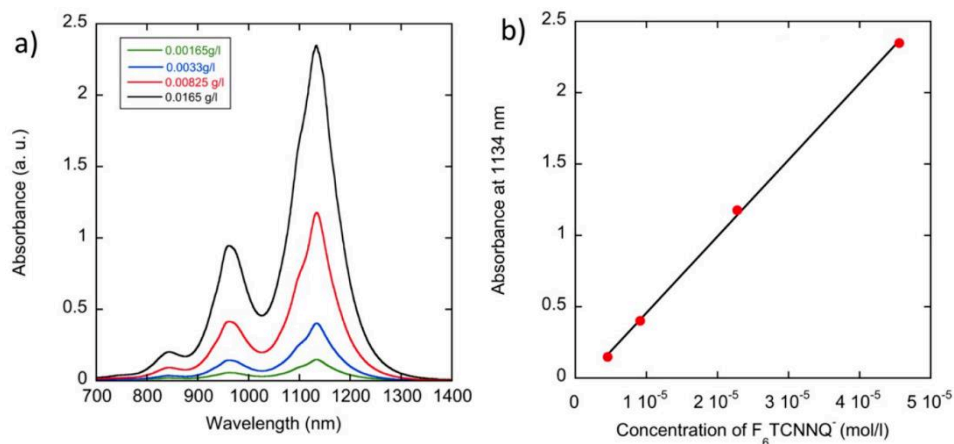 a)
2.5
2
1.5
1
0.5
0
Absorbance (a. u.)
0.00165g/l
0.0033g/l
0.00825 g/l
0.0165 g/l
700 800 900 1000 1100 1200 1300 1400
Wavelength (nm)
b)
2.5
2
1.5
1
0.5
0
Absorbance at 1134 nm
0 1 10⁻⁵ 2 10⁻⁵ 3 10⁻⁵ 4 10⁻⁵ 5 10⁻⁵
Concentration of F₆TCNNQ⁻ (mol/l)